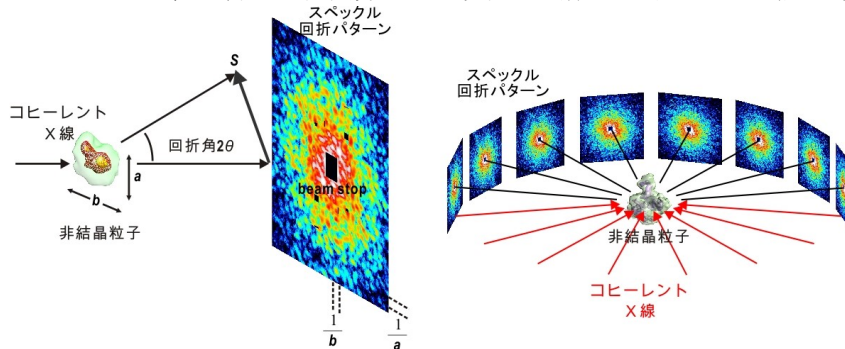 スペックル
回折パターン
S
コヒーレント
X線
回折角2θ
a
b
beam stop
非結晶粒子
1
b
1
a
スペックル
回折パターン
非結晶粒子
コヒーレント
X線